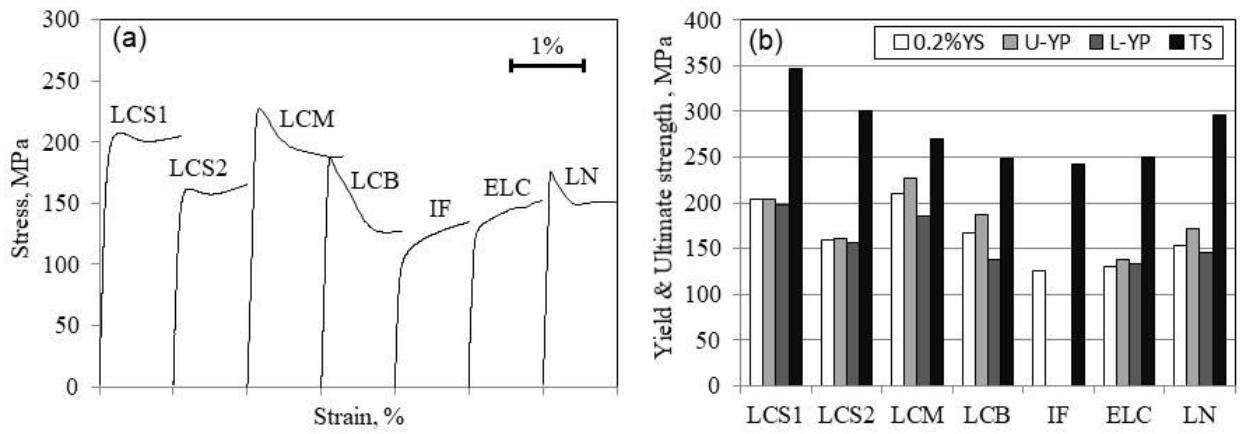 (a)
1%
LCS1
LCS2
LCM
LCB
IF
ELC
LN
300
250
200
150
100
50
0
Stress, MPa
Strain, %
(b)
0.2%YS U-YP L-YP TS
400
350
300
250
200
150
100
50
0
Yield & Ultimate strength , MPa
LCS1 LCS2 LCM LCB IF ELC LN